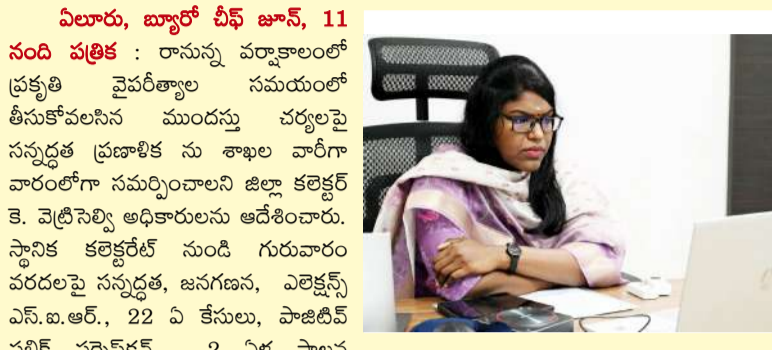 ఏలూరు, బ్యూరో చీఫ్ జూన్, 11
నంది పత్రిక : రానున్న వర్షాకాలంలో
ప్రకృతి వైపరీత్యాల సమయంలో
తీసుకోవలసిన ముందస్తు చర్యలపై
సన్నద్ధత ప్రణాళిక ను శాఖల వారీగా
వారంలోగా సమర్పించాలని జిల్లా కలెక్టర్
కె. వెట్రిసెల్వి అధికారులను ఆదేశించారు.
స్థానిక కలెక్టరేట్ నుండి గురువారం
వరదలపై సన్నద్ధత, జనగణన, ఎలెక్షన్స్
ఎస్.ఐ.ఆర్., 22 ఏ కేసులు, పాజిటివ్